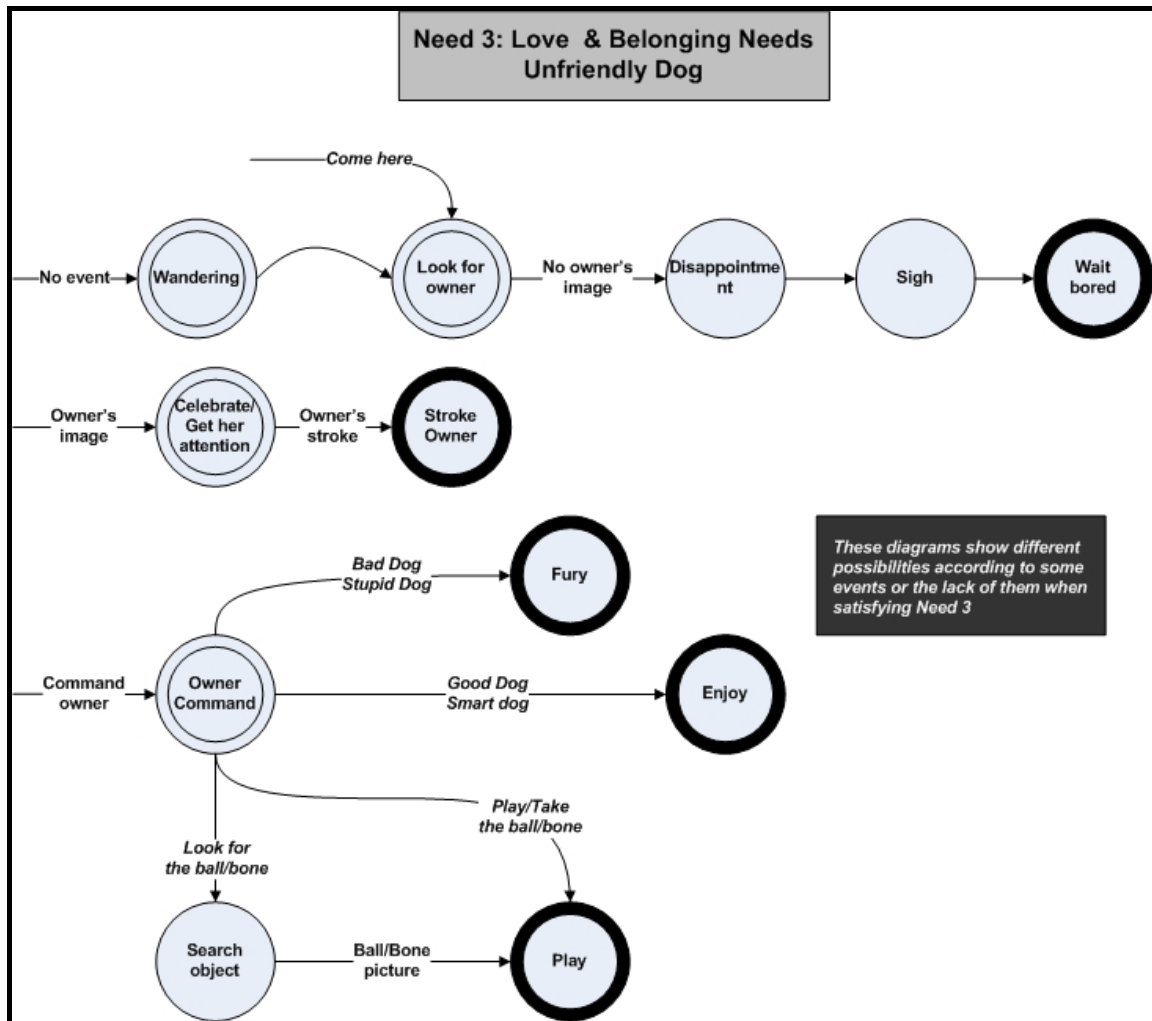 Need 3: Love & Belonging Needs
Unfriendly Dog
Come here
No event
Wandering
Look for
owner
No owner's
image
Disappointme
nt
Sigh
Wait
bored
Owner's
image
Celebrate/
Get her
attention
Owner's
stroke
Stroke
Owner
Bad Dog
Stupid Dog
Fury
These diagrams show different
possibilities according to some
events or the lack of them when
satisfying Need 3
Command
owner
Owner
Command
Good Dog
Smart dog
Enjoy
Play/Take
the ball/bone
Look for
the ball/bone
Search
object
Ball/Bone
picture
Play